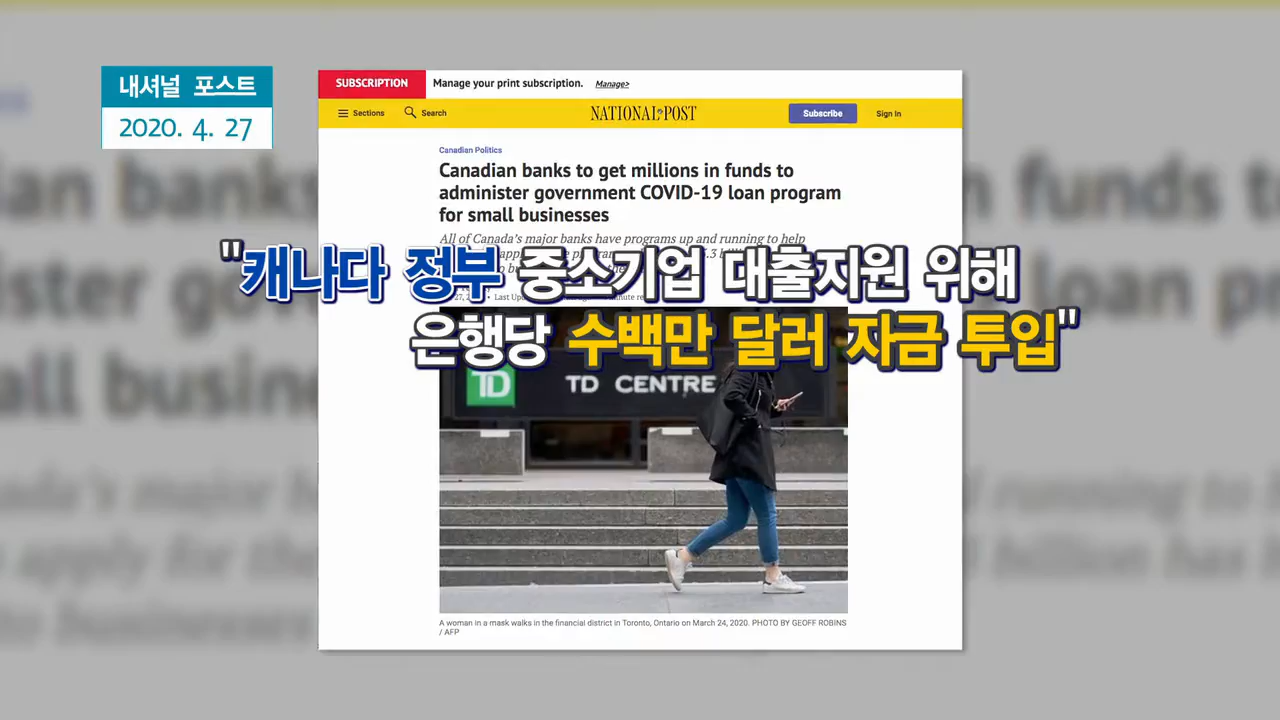 내셔널 포스트
2020. 4. 27
SUBSCRIPTION Manage your print subscription. Manage>
Sections Search NATIONAL POST Subscribe Sign In
Canadian Politics
Canadian banks to get millions in funds to
administer government COVID-19 loan program
for small businesses
All of Canada's major banks have programs up and running to help
"캐나다 정부 중소기업 대출지원 위해
은행당 수백만 달러 자금 투입"
TD TD CENTRE
A woman in a mask walks in the financial district in Toronto, Ontario on March 24, 2020. PHOTO BY GEOFF ROBINS
/ AFP